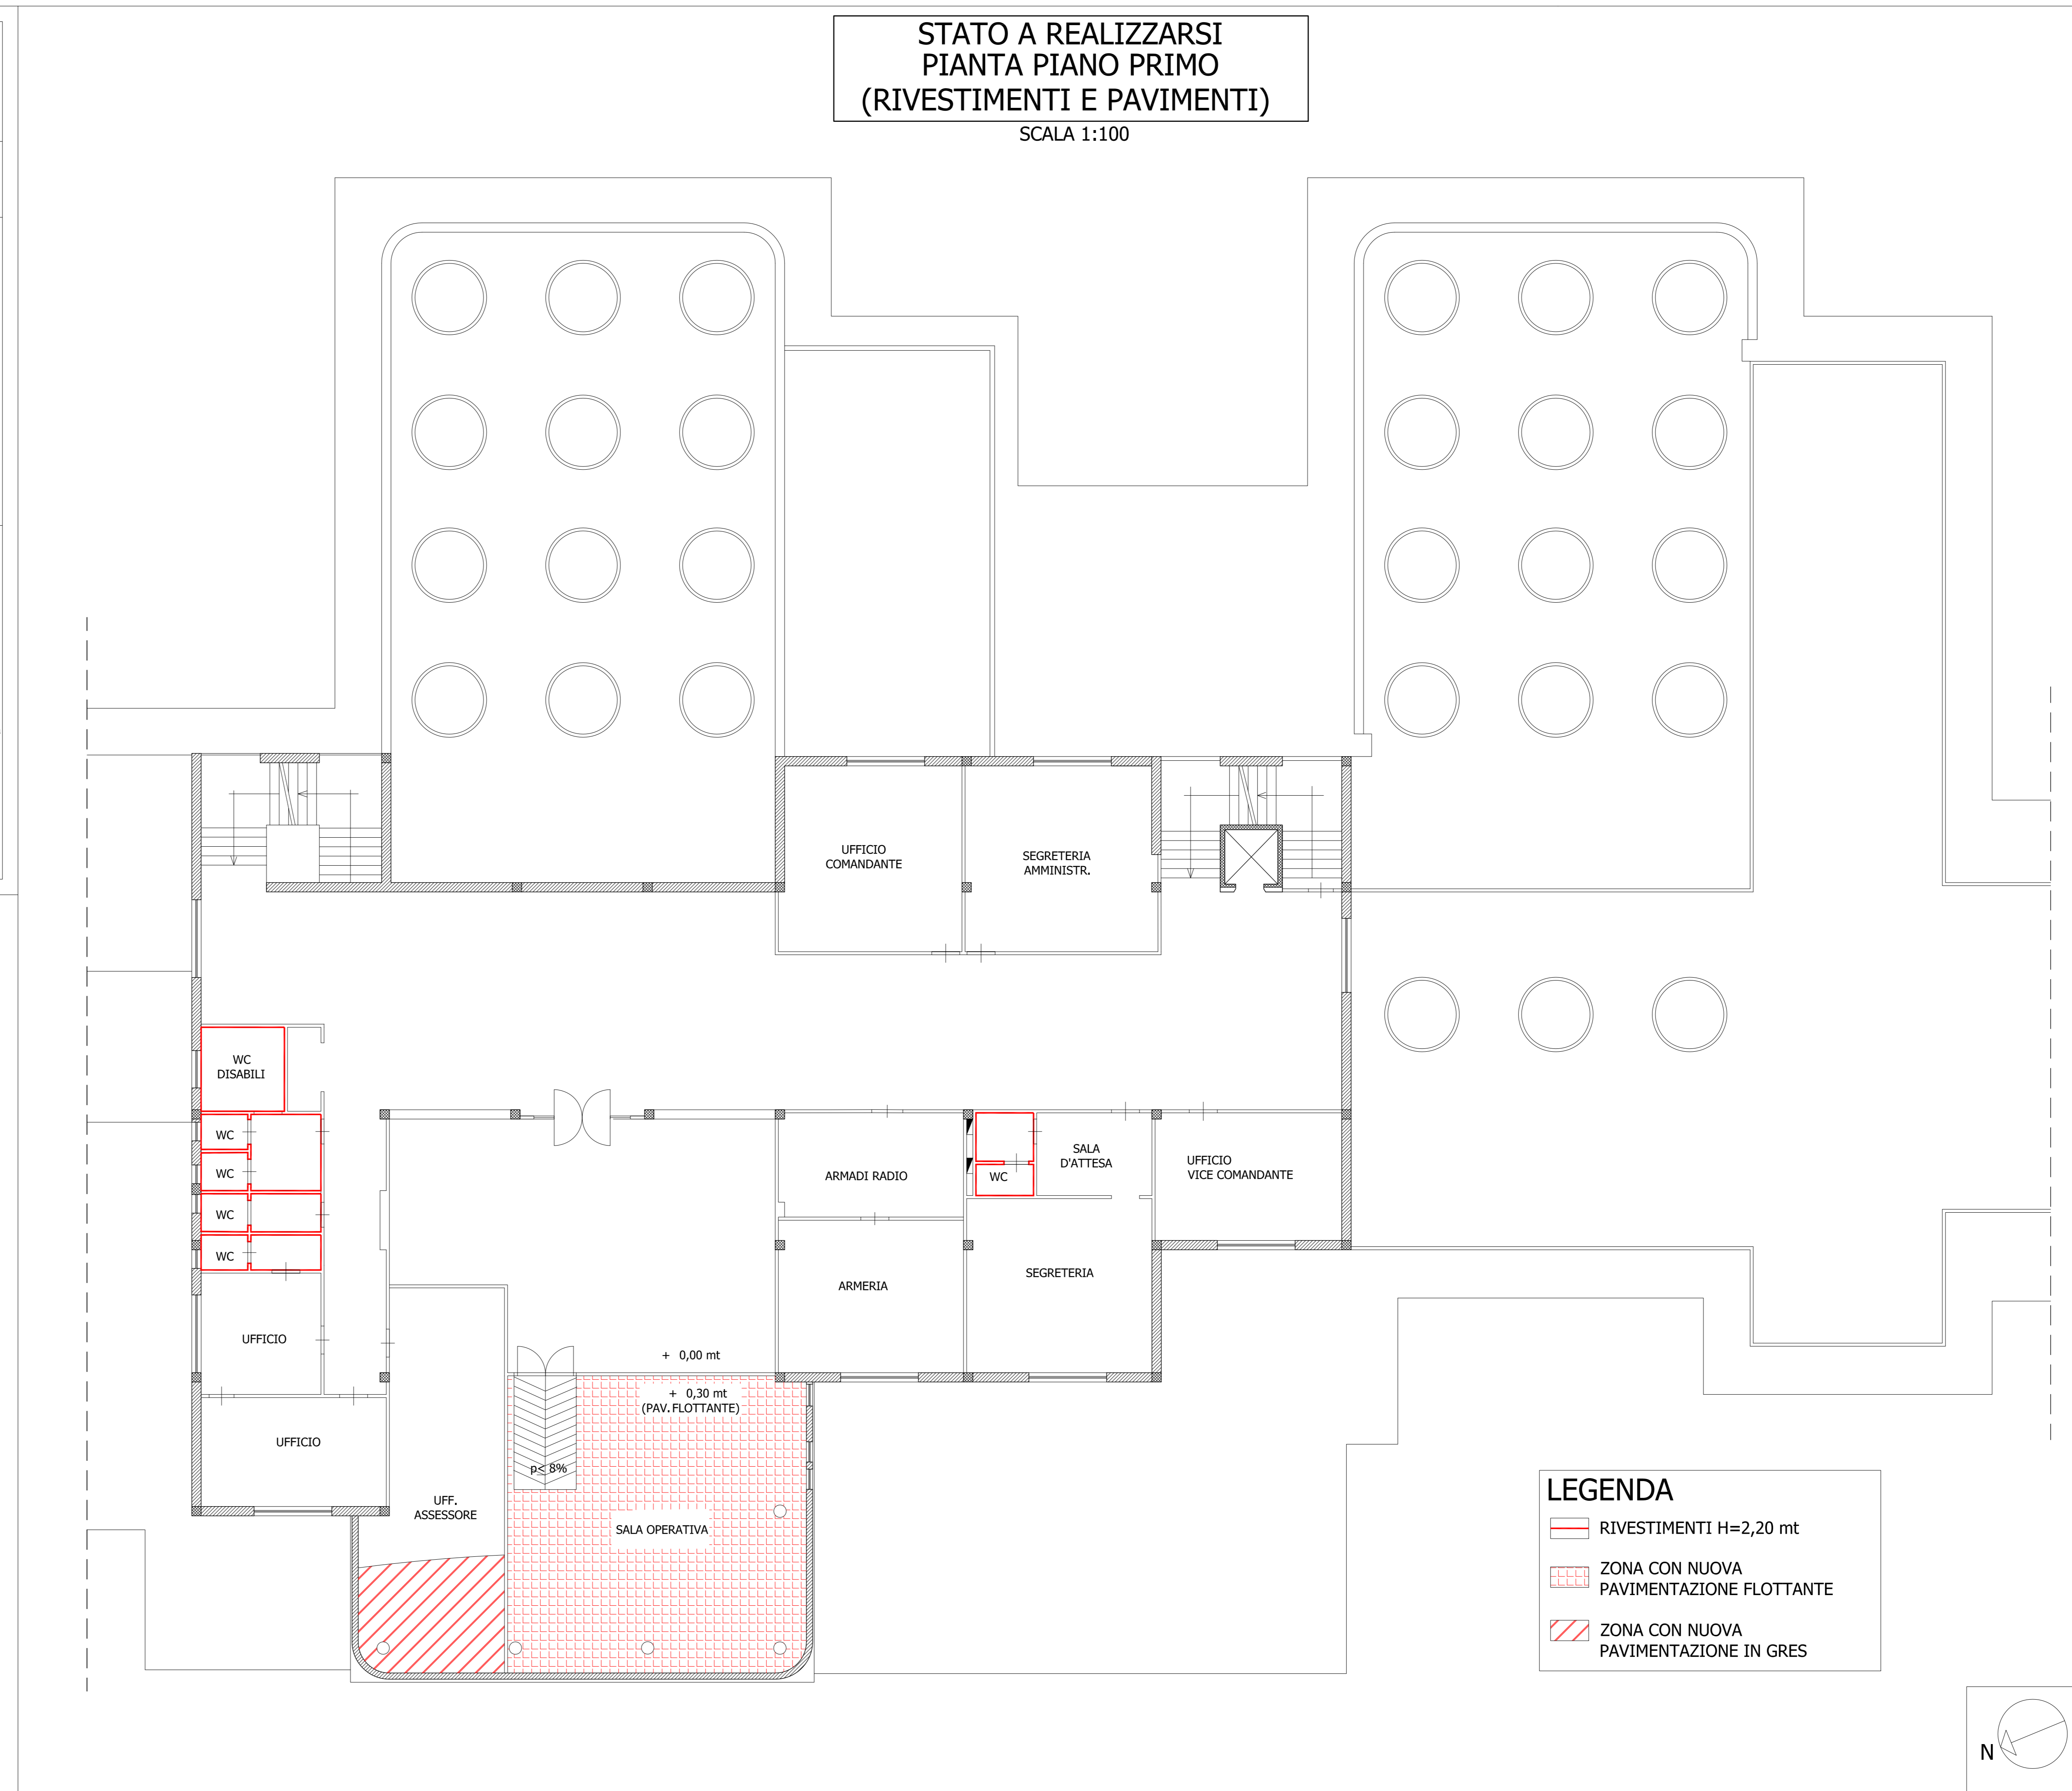 STATO A REALIZZARSI
PIANTA PIANO PRIMO
(RIVESTIMENTI E PAVIMENTI)
SCALA 1:100
UFFICIO
COMANDANTE
SEGRETERIA
AMMINISTR.
WC
DISABILI
WC
WC
WC
WC
ARMADI RADIO
WC
SALA
D'ATTESA
UFFICIO
VICE COMANDANTE
ARMERIA
SEGRETERIA
UFFICIO
UFFICIO
+ 0,00 mt
+ 0,30 mt
(PAV. FLOTTANTE)
p< 8%
UFF.
ASSESSORE
SALA OPERATIVA
LEGENDA
RIVESTIMENTI H=2,20 mt
ZONA CON NUOVA
PAVIMENTAZIONE FLOTTANTE
ZONA CON NUOVA
PAVIMENTAZIONE IN GRES
N